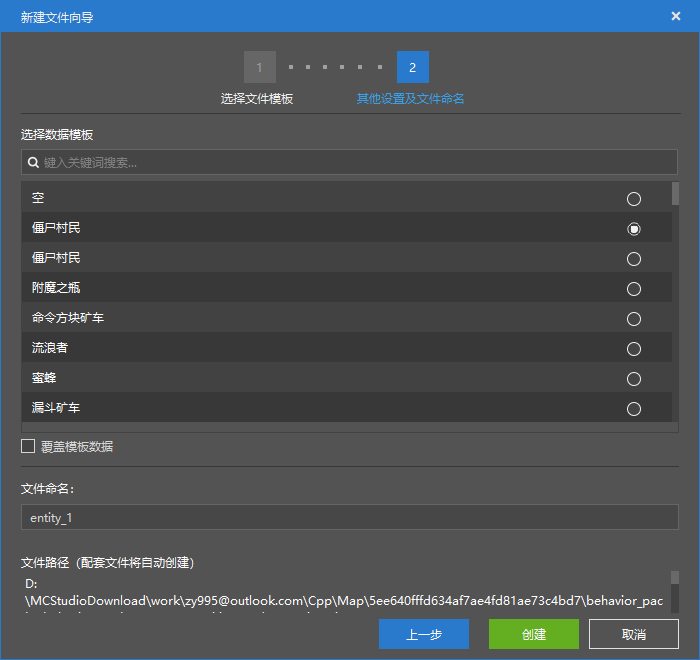 新建文件向导
1
2
选择文件模板
其他设置及文件命名
选择数据模板
键入关键词搜索...
空
僵尸村民
僵尸村民
附魔之瓶
命令方块矿车
流浪者
蜜蜂
漏斗矿车
覆盖模板数据
文件命名：
entity_1
文件路径（配套文件将自动创建）
D:
\MCStudioDownload\work\zy995@outlook.com\Cpp\Map\5ee640fffd634af7ae4fd81ae73c4bd7\behavior_pac
上一步
创建
取消